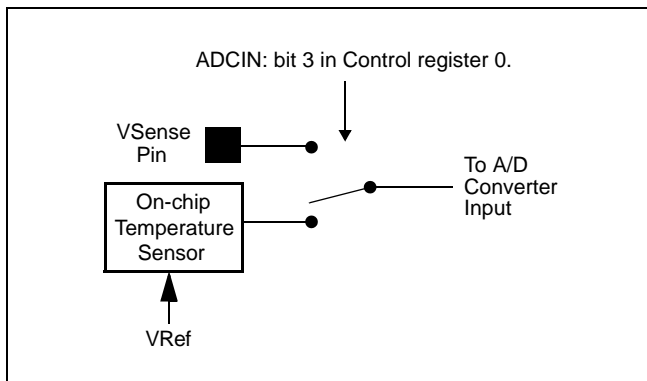 ADCIN: bit 3 in Control register 0.
VSense
Pin
To A/D
Converter
Input
On-chip
Temperature
Sensor
VRef